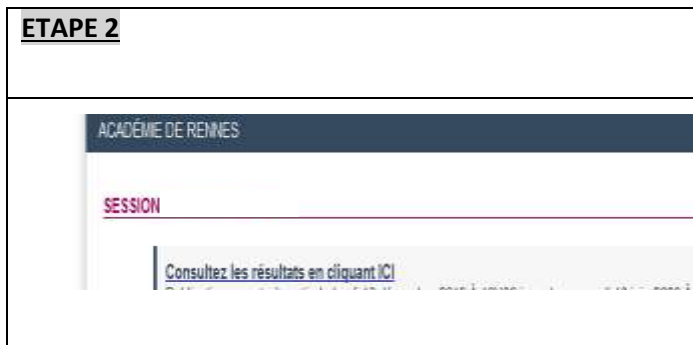 ETAPE 2
ACADÉMIE DE RENNES
SESSION
Consultez les résultats en cliquant ICI